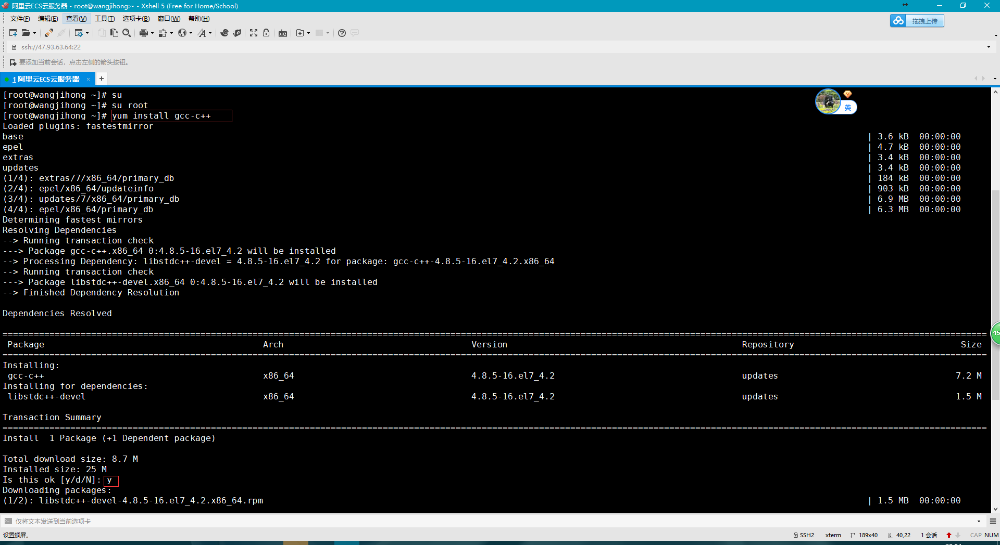 阿里云ECS云服务器 - root@wangjihong:~ - Xshell 5 (Free for Home/School)
文件(F) 编辑(E) 查看(V) 工具(T) 选项卡(B) 窗口(W) 帮助(H)
拖拽上传
ssh://47.93.63.64:22
要添加当前会话，点击左侧的箭头按钮。
1 阿里云ECS云服务器 × +
[root@wangjihong ~]# su
[root@wangjihong ~]# su root
英
[root@wangjihong ~]# yum install gcc-c++
Loaded plugins: fastestmirror
base | 3.6 kB 00:00:00
epel | 4.7 kB 00:00:00
extras | 3.4 kB 00:00:00
updates | 3.4 kB 00:00:00
(1/4): extras/7/x86_64/primary_db | 184 kB 00:00:00
(2/4): epel/x86_64/updateinfo | 903 kB 00:00:00
(3/4): updates/7/x86_64/primary_db | 6.9 MB 00:00:00
(4/4): epel/x86_64/primary_db | 6.3 MB 00:00:00
Determining fastest mirrors
Resolving Dependencies
--> Running transaction check
---> Package gcc-c++.x86_64 0:4.8.5-16.el7_4.2 will be installed
--> Processing Dependency: libstdc++-devel = 4.8.5-16.el7_4.2 for package: gcc-c++-4.8.5-16.el7_4.2.x86_64
--> Running transaction check
---> Package libstdc++-devel.x86_64 0:4.8.5-16.el7_4.2 will be installed
--> Finished Dependency Resolution
Dependencies Resolved
45
Package Arch Version Repository Size
Installing:
gcc-c++ x86_64 4.8.5-16.el7_4.2 updates 7.2 M
Installing for dependencies:
libstdc++-devel x86_64 4.8.5-16.el7_4.2 updates 1.5 M
Transaction Summary
Install 1 Package (+1 Dependent package)
Total download size: 8.7 M
Installed size: 25 M
Is this ok [y/d/N]: y
Downloading packages:
(1/2): libstdc++-devel-4.8.5-16.el7_4.2.x86_64.rpm | 1.5 MB 00:00:00
仅将文本发送到当前选项卡
设置锁屏。 SSH2 xterm 189x40 40,22 1 会话 CAP NUM